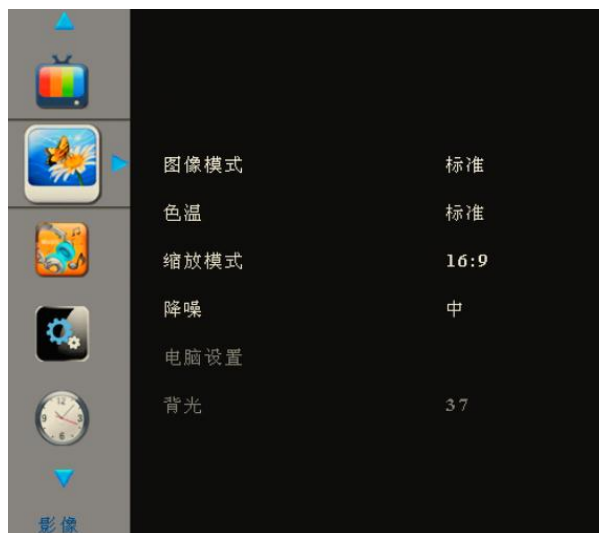 图像模式 标准
色温 标准
缩放模式 16:9
降噪 中
电脑设置
背光 37
影像